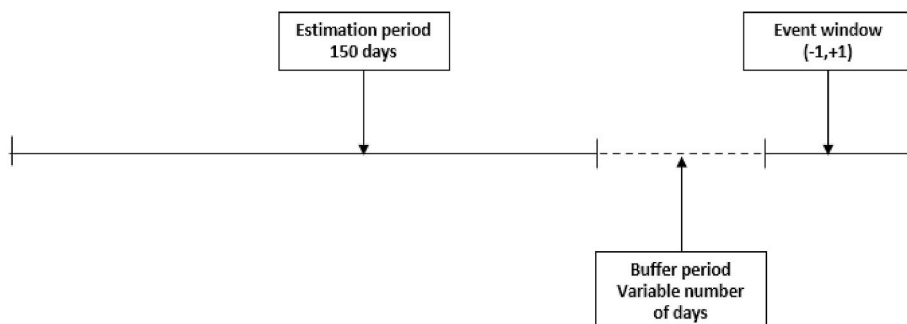 Estimation period
150 days
Event window
(-1,+1)
Buffer period
Variable number
of days